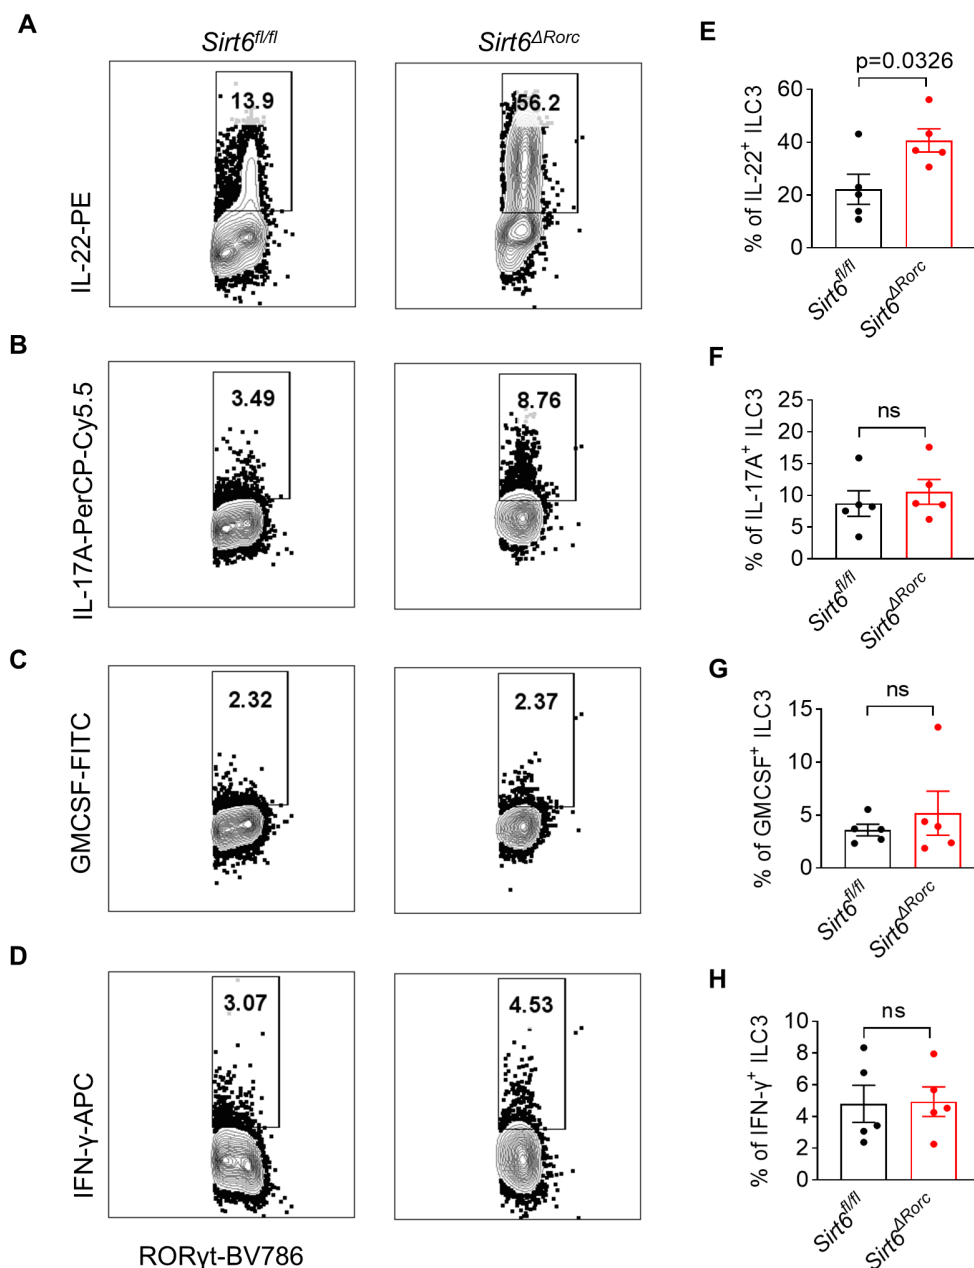 A
Sirt6fl/fl
Sirt6ΔRorc
13.9
56.2
IL-22-PE
B
3.49
8.76
IL-17A-PerCP-Cy5.5
C
2.32
2.37
GMCSF-FITC
D
3.07
4.53
IFN-γ-APC
RORγt-BV786
E
p=0.0326
60
40
20
0
% of IL-22+ ILC3
Sirt6fl/fl
Sirt6ΔRorc
F
ns
25
20
15
10
5
0
% of IL-17A+ ILC3
Sirt6fl/fl
Sirt6ΔRorc
G
ns
15
10
5
0
% of GMCSF+ ILC3
Sirt6fl/fl
Sirt6ΔRorc
H
ns
10
8
6
4
2
0
% of IFN-γ+ ILC3
Sirt6fl/fl
Sirt6ΔRorc